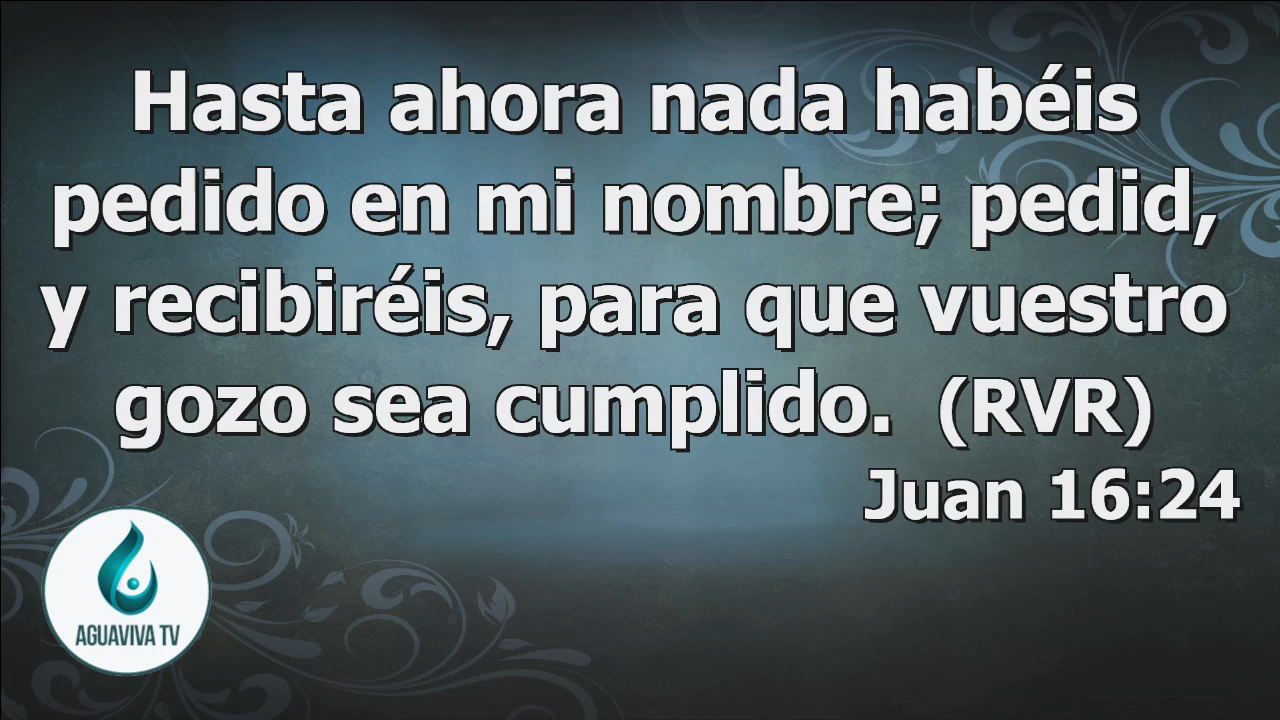 Hasta ahora nada habéis
pedido en mi nombre; pedid,
y recibiréis, para que vuestro
gozo sea cumplido.  (RVR)
Juan 16:24
AGUAVIVA TV